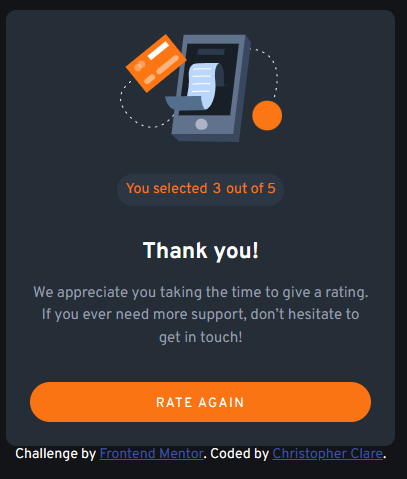 You selected 3 out of 5
Thank you!
We appreciate you taking the time to give a rating.
If you ever need more support, don’t hesitate to
get in touch!
RATE AGAIN
Challenge by Frontend Mentor. Coded by Christopher Clare.